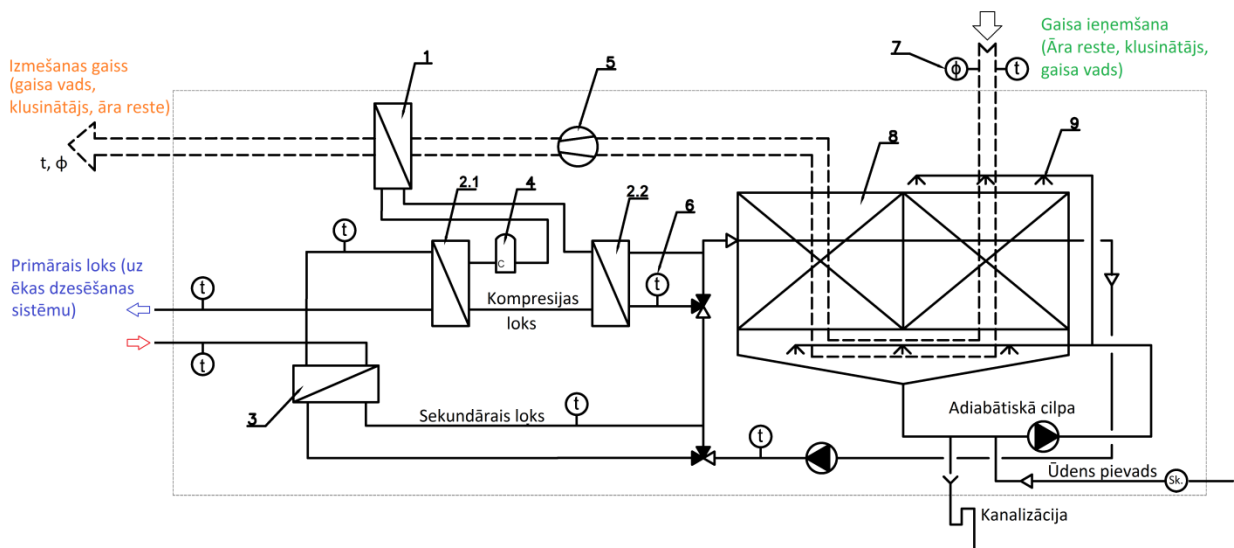 Gaisa ieņemšana
(Āra reste, klusinātājs,
gaisa vads)
7
ϕ
t
Izmešanas gaiss
(gaisa vads,
klusinātājs, āra reste)
1
5
t, ϕ
8
9
2.1
4
2.2
6
t
C
t
Primārais loks (uz
ēkas dzesēšanas
sistēmu)
t
Kompresijas
loks
t
3
Sekundārais loks
t
Adiabātiskā cilpa
t
Ūdens pievads
Sk.
Kanalizācija